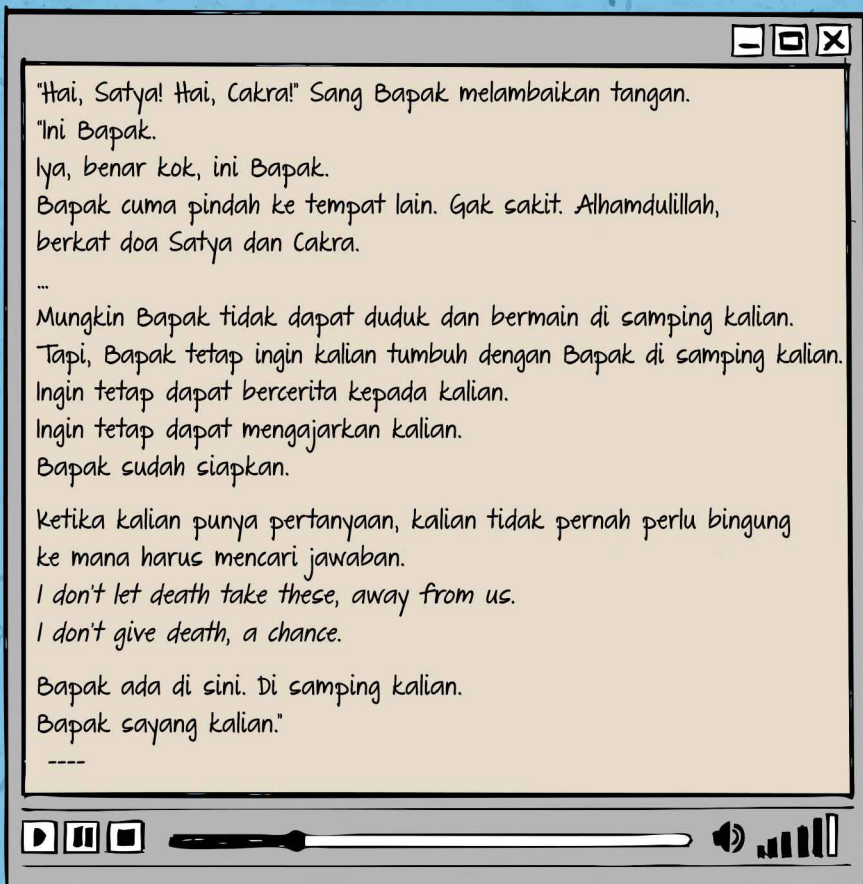 "Hai, Satya! Hai, Cakra!" Sang Bapak melambaikan tangan.
"Ini Bapak.
Iya, benar kok, ini Bapak.
Bapak cuma pindah ke tempat lain. Gak sakit. Alhamdulillah,
berkat doa Satya dan Cakra.
...
Mungkin Bapak tidak dapat duduk dan bermain di samping kalian.
Tapi, Bapak tetap ingin kalian tumbuh dengan Bapak di samping kalian.
Ingin tetap dapat bercerita kepada kalian.
Ingin tetap dapat mengajarkan kalian.
Bapak sudah siapkan.
Ketika kalian punya pertanyaan, kalian tidak pernah perlu bingung
ke mana harus mencari jawaban.
I don't let death take these, away from us.
I don't give death, a chance.
Bapak ada di sini. Di samping kalian.
Bapak sayang kalian."
----